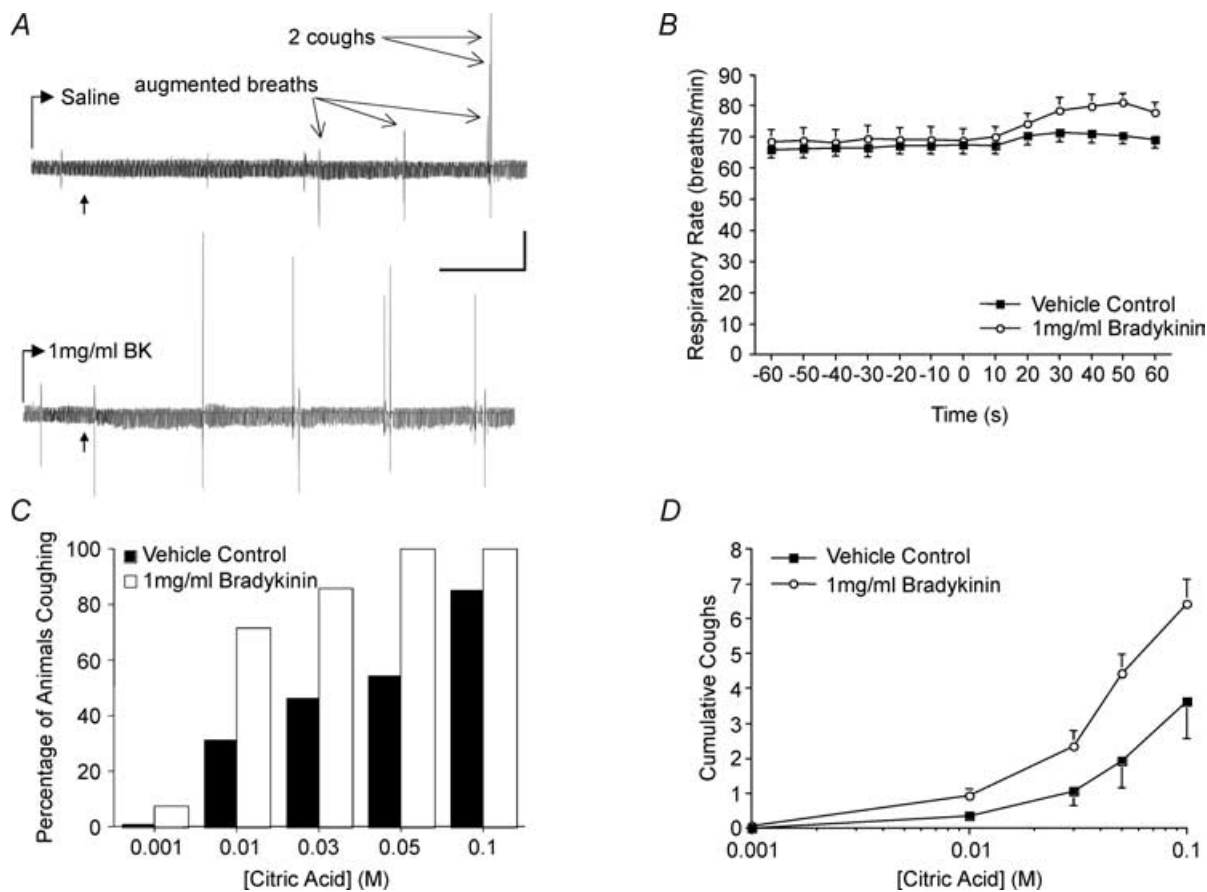 A
2 coughs
augmented breaths
Saline
1mg/ml BK
B
Respiratory Rate (breaths/min)
90
80
70
60
50
40
30
20
10
0
Vehicle Control
1mg/ml Bradykinin
-60 -50 -40 -30 -20 -10 0 10 20 30 40 50 60
Time (s)
C
Percentage of Animals Coughing
100
80
60
40
20
0
Vehicle Control
1mg/ml Bradykinin
0.001 0.01 0.03 0.05 0.1
[Citric Acid] (M)
D
Cumulative Coughs
8
7
6
5
4
3
2
1
0
Vehicle Control
1mg/ml Bradykinin
0.001 0.01 0.1
[Citric Acid] (M)